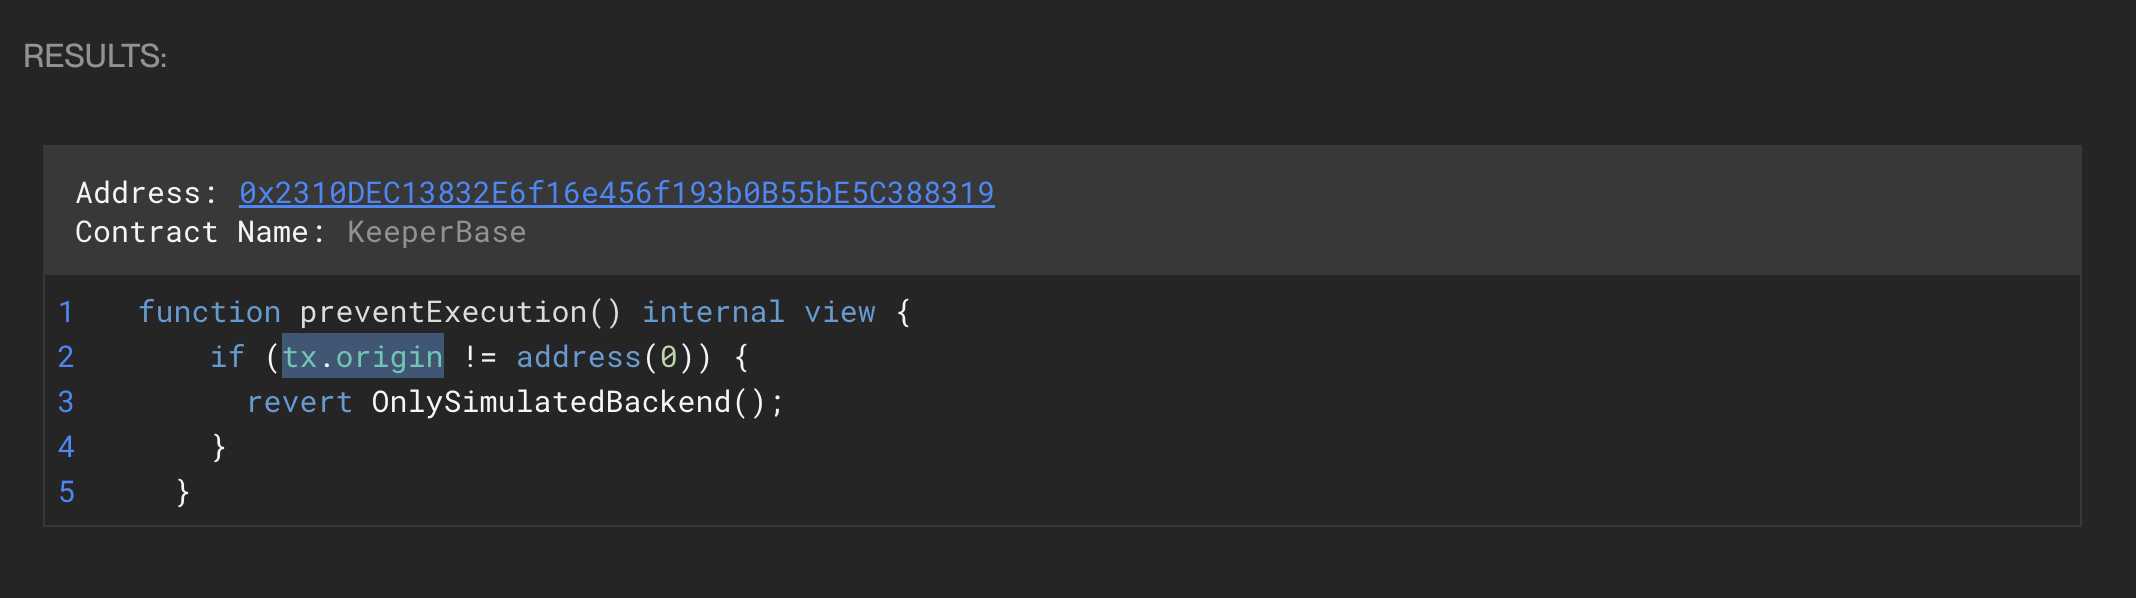 RESULTS:
Address: 0x2310DEC13832E6f16e456f193b0B55bE5C388319
Contract Name: KeeperBase
1 function preventExecution() internal view {
2 if (tx.origin != address(0)) {
3 revert OnlySimulatedBackend();
4 }
5 }